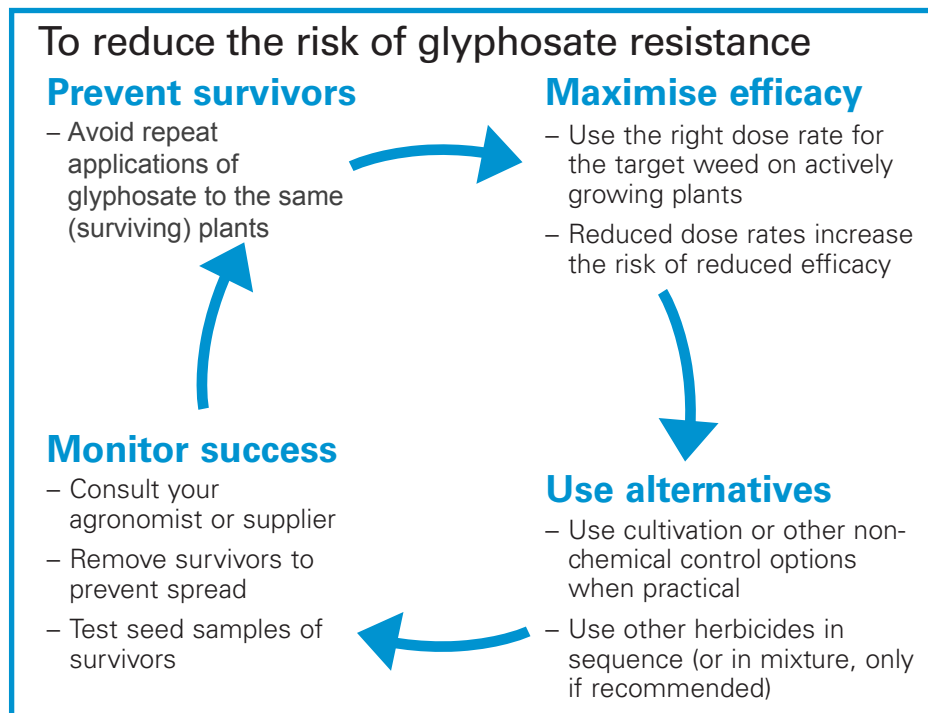 To reduce the risk of glyphosate resistance
Prevent survivors
– Avoid repeat
applications of
glyphosate to the same
(surviving) plants
Maximise efficacy
– Use the right dose rate for
the target weed on actively
growing plants
– Reduced dose rates increase
the risk of reduced efficacy
Use alternatives
– Use cultivation or other non-
chemical control options
when practical
– Use other herbicides in
sequence (or in mixture, only
if recommended)
Monitor success
– Consult your
agronomist or supplier
– Remove survivors to
prevent spread
– Test seed samples of
survivors